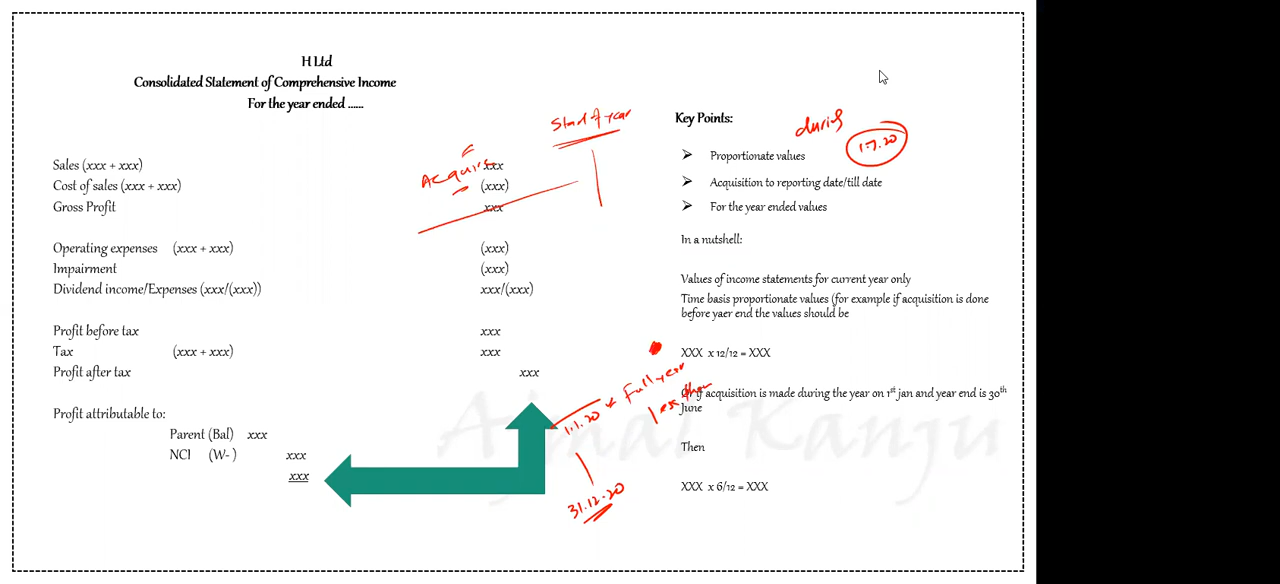 H Ltd
Consolidated Statement of Comprehensive Income
For the year ended ......
Sales (xxx + xxx) xxx
Cost of sales (xxx + xxx) (xxx)
Gross Profit xxx
Operating expenses (xxx + xxx) (xxx)
Impairment (xxx)
Dividend income/Expenses (xxx/(xxx)) xxx/(xxx)
Profit before tax xxx
Tax (xxx + xxx) xxx
Profit after tax xxx
Profit attributable to:
Parent (Bal) xxx
NCI (W- ) xxx
xxx
Start of year
Acquire
1.1.20
Full year
less than
31.12.20
Key Points:
during
1.7.20
➢ Proportionate values
➢ Acquisition to reporting date/till date
➢ For the year ended values
In a nutshell:
Values of income statements for current year only
Time basis proportionate values (for example if acquisition is done
before yaer end the values should be
XXX x 12/12 = XXX
Or if acquisition is made during the year on 1st jan and year end is 30th
June
Then
XXX x 6/12 = XXX
Ajmal Kanju